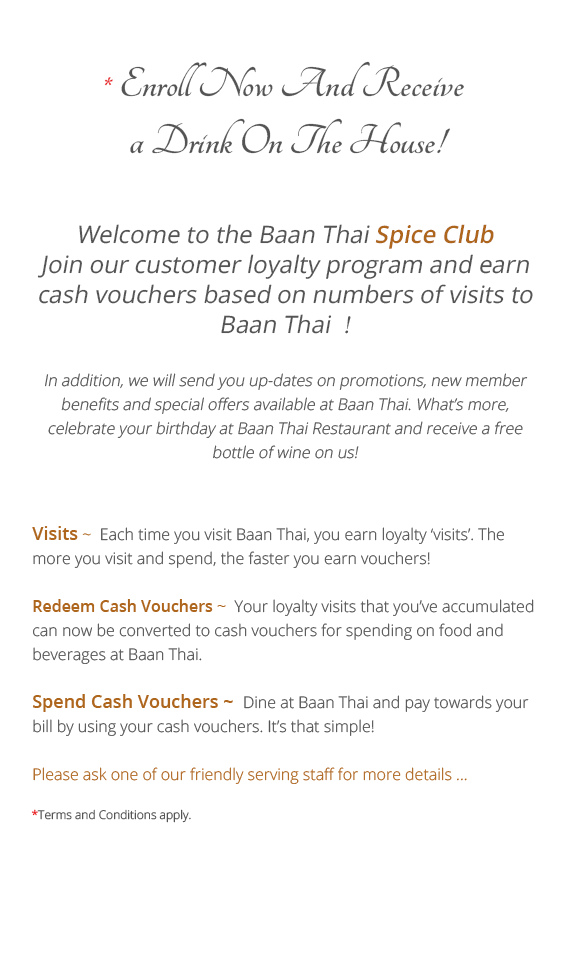 * Enroll Now And Receive
a Drink On The House!
Welcome to the Baan Thai Spice Club
Join our customer loyalty program and earn
cash vouchers based on numbers of visits to
Baan Thai  !
In addition, we will send you up-dates on promotions, new member
benefits and special offers available at Baan Thai. What’s more,
celebrate your birthday at Baan Thai Restaurant and receive a free
bottle of wine on us!
Visits ~  Each time you visit Baan Thai, you earn loyalty ‘visits’. The
more you visit and spend, the faster you earn vouchers!
Redeem Cash Vouchers ~  Your loyalty visits that you’ve accumulated
can now be converted to cash vouchers for spending on food and
beverages at Baan Thai.
Spend Cash Vouchers ~  Dine at Baan Thai and pay towards your
bill by using your cash vouchers. It’s that simple!
Please ask one of our friendly serving staff for more details ...
*Terms and Conditions apply.